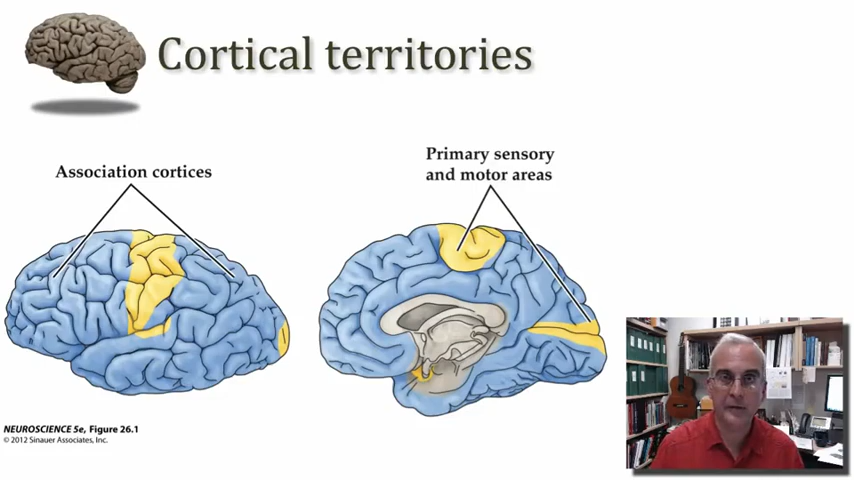 Cortical territories
Association cortices
Primary sensory
and motor areas
NEUROSCIENCE 5e, Figure 26.1
© 2012 Sinauer Associates, Inc.